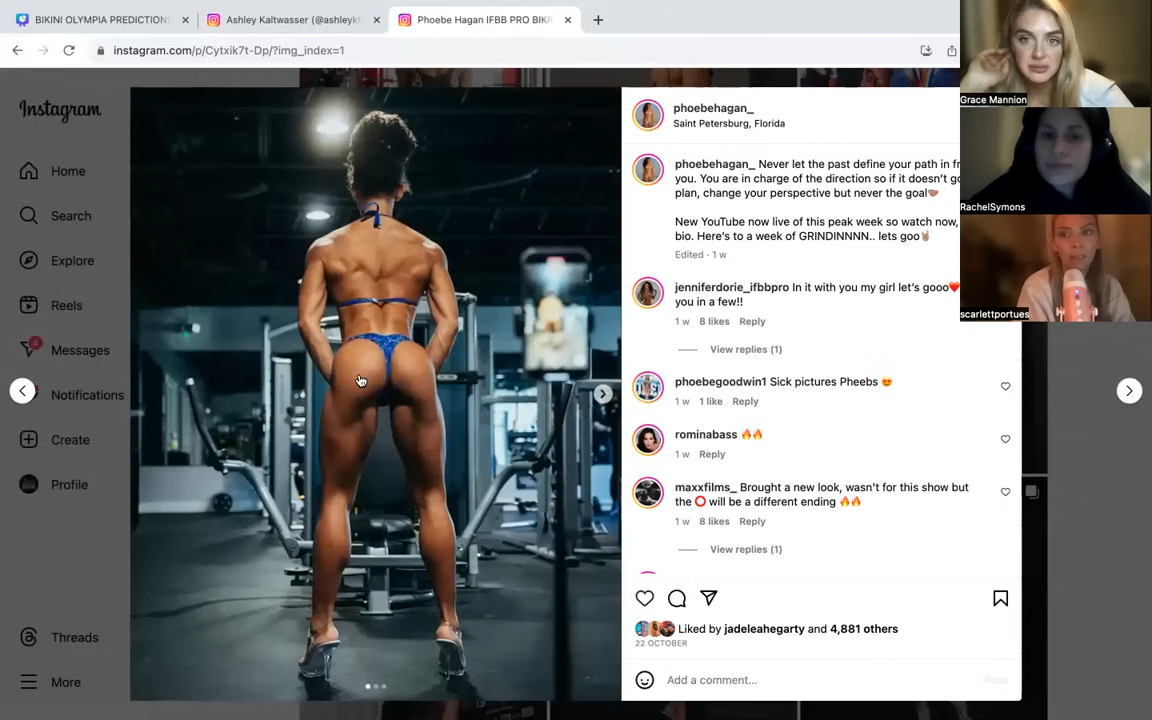 BIKINI OLYMPIA PREDICTIONS
Ashley Kaltwasser (@ashleyk
Phoebe Hagan IFBB PRO BIKI
instagram.com/p/Cytxik7t-Dp/?img_index=1
Instagram
Home
Search
Explore
Reels
4
Messages
Notifications
Create
Profile
Threads
More
phoebehagan_
Saint Petersburg, Florida
phoebehagan_ Never let the past define your path in fr
you. You are in charge of the direction so if it doesn't go
plan, change your perspective but never the goal🤎
New YouTube now live of this peak week so watch now,
bio. Here's to a week of GRINDINNNN.. lets goo🤘🏽
Edited · 1 w
jenniferdorie_ifbbpro In it with you my girl let's gooo❤️
you in a few!!
1 w 8 likes Reply
View replies (1)
phoebegoodwin1 Sick pictures Pheebs 😍
1 w 1 like Reply
rominabass 🔥🔥
1 w Reply
maxxfilms_ Brought a new look, wasn't for this show but
the ⭕ will be a different ending 🔥🔥
1 w 8 likes Reply
View replies (1)
Liked by jadeleahegarty and 4,881 others
22 OCTOBER
Add a comment...
Post
Grace Mannion
RachelSymons
scarlettportues